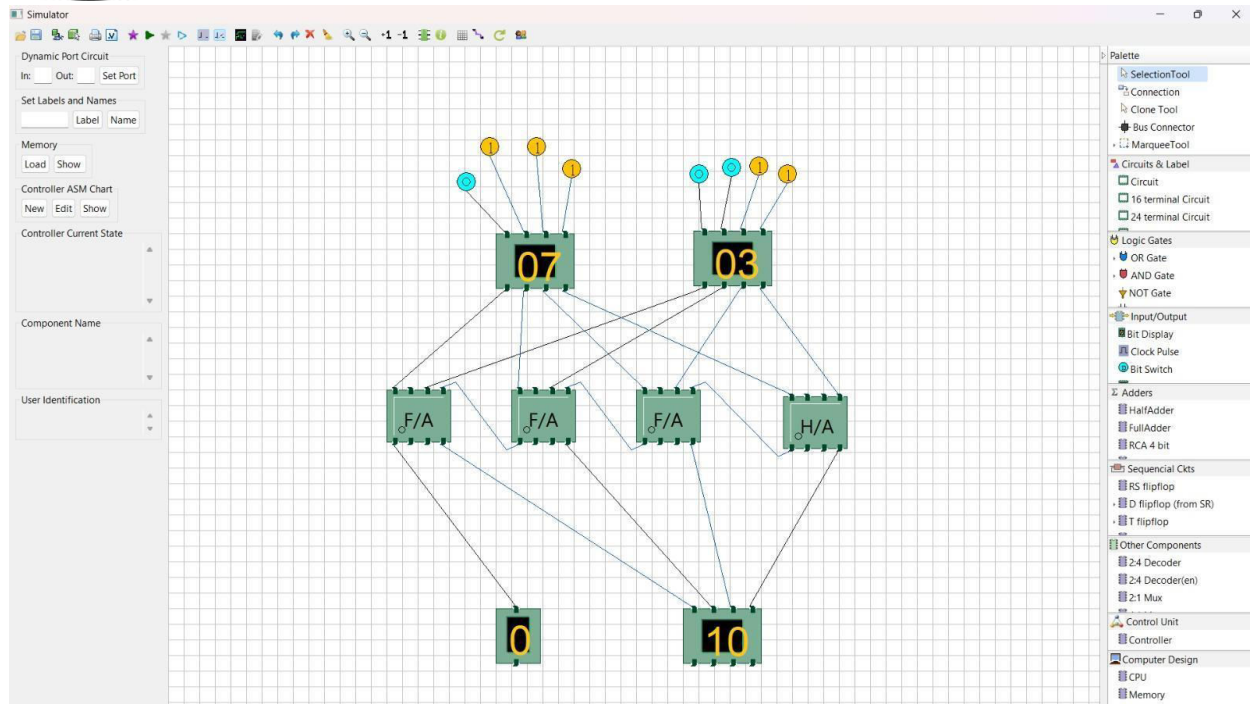 Simulator
+1 -1
Dynamic Port Circuit
In: Out: Set Port
Set Labels and Names
Label Name
Memory
Load Show
Controller ASM Chart
New Edit Show
Controller Current State
Component Name
User Identification
1 1 1 0
0 0 1 1
07 03
F/A F/A F/A H/A
0 10
Palette
SelectionTool
Connection
Clone Tool
Bus Connector
MarqueeTool
Circuits & Label
Circuit
16 terminal Circuit
24 terminal Circuit
Logic Gates
OR Gate
AND Gate
NOT Gate
Input/Output
Bit Display
Clock Pulse
Bit Switch
Σ Adders
HalfAdder
FullAdder
RCA 4 bit
Sequencial Ckts
RS flipflop
D flipflop (from SR)
T flipflop
Other Components
2:4 Decoder
2:4 Decoder(en)
2:1 Mux
Control Unit
Controller
Computer Design
CPU
Memory